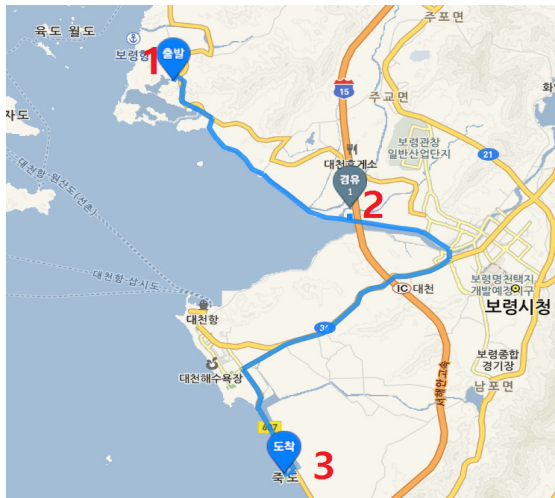 육도 월도
주포면
보령항
1
출발
15
주교면
화
자도
보령관창
일반산업단지
21
대천휴게소
경유
1
2
대천항-원산도(선촌)
대천항-삽시도
IC 대천
보령명천택지
개발예정지구
보령시청
대천항
36
보령종합
경기장
대천해수욕장
서해안고속
남포면
607
도착
3
죽도